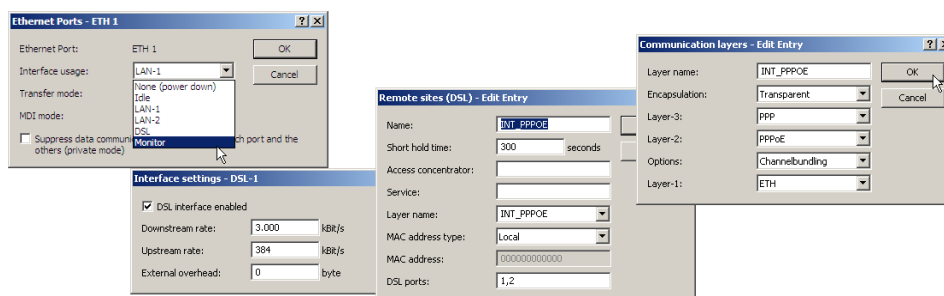 Ethernet Ports - ETH 1
Ethernet Port: ETH 1
OK
Interface usage: LAN-1
Cancel
Transfer mode:
MDI mode:
None (power down)
Idle
LAN-1
LAN-2
DSL
Monitor
Suppress data communi ch port and the
others (private mode)
Interface settings - DSL-1
DSL interface enabled
Downstream rate: 3.000 kBit/s
Upstream rate: 384 kBit/s
External overhead: 0 byte
Remote sites (DSL) - Edit Entry
Name: INT_PPPOE
Short hold time: 300 seconds
Access concentrator:
Service:
Layer name: INT_PPPOE
MAC address type: Local
MAC address: 000000000000
DSL ports: 1,2
Communication layers - Edit Entry
Layer name: INT_PPPOE
OK
Encapsulation: Transparent
Cancel
Layer-3: PPP
Layer-2: PPPoE
Options: Channelbundling
Layer-1: ETH